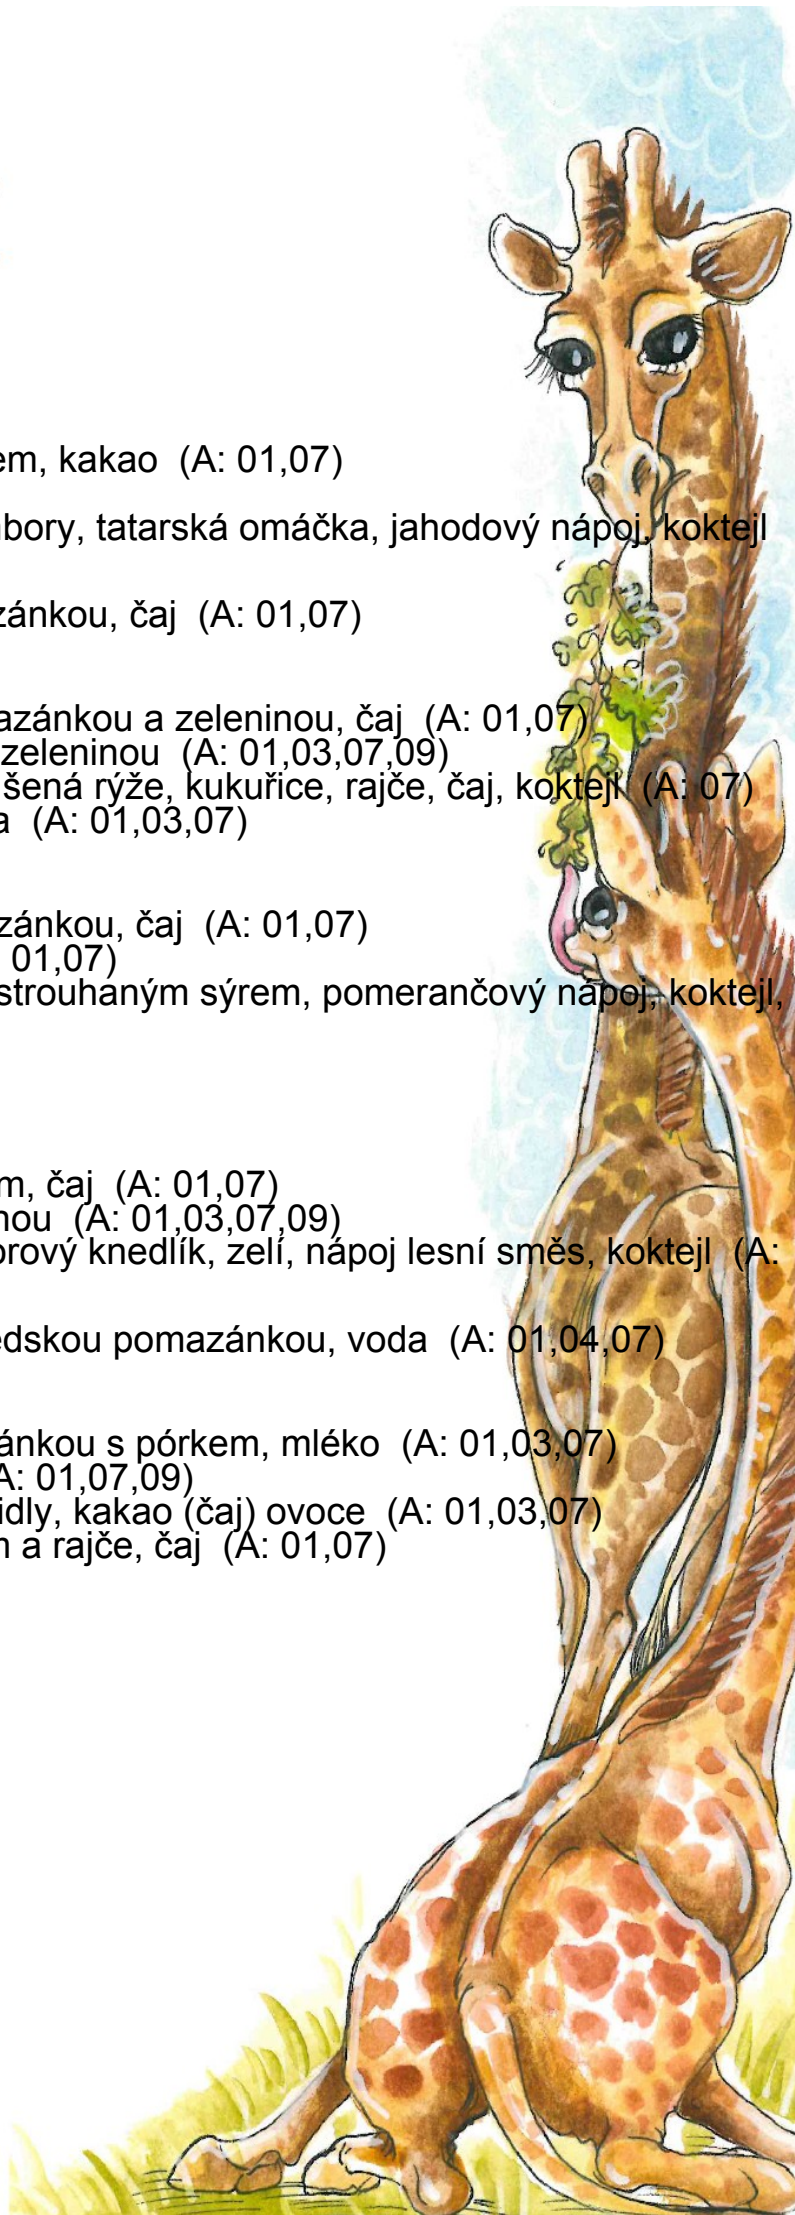 em, kakao (A: 01,07)
bory, tatarská omáčka, jahodový nápoj, koktejl
zánkou, čaj (A: 01,07)
azánkou a zeleninou, čaj (A: 01,07)
zeleninou (A: 01,03,07,09)
šená rýže, kukuřice, rajče, čaj, koktejl (A: 07)
a (A: 01,03,07)
zánkou, čaj (A: 01,07)
01,07)
strouhaným sýrem, pomerančový nápoj, koktejl,
m, čaj (A: 01,07)
nou (A: 01,03,07,09)
orový knedlík, zelí, nápoj lesní směs, koktejl (A:
edskou pomazánkou, voda (A: 01,04,07)
ánkou s pórkem, mléko (A: 01,03,07)
A: 01,07,09)
idly, kakao (čaj) ovoce (A: 01,03,07)
n a rajče, čaj (A: 01,07)